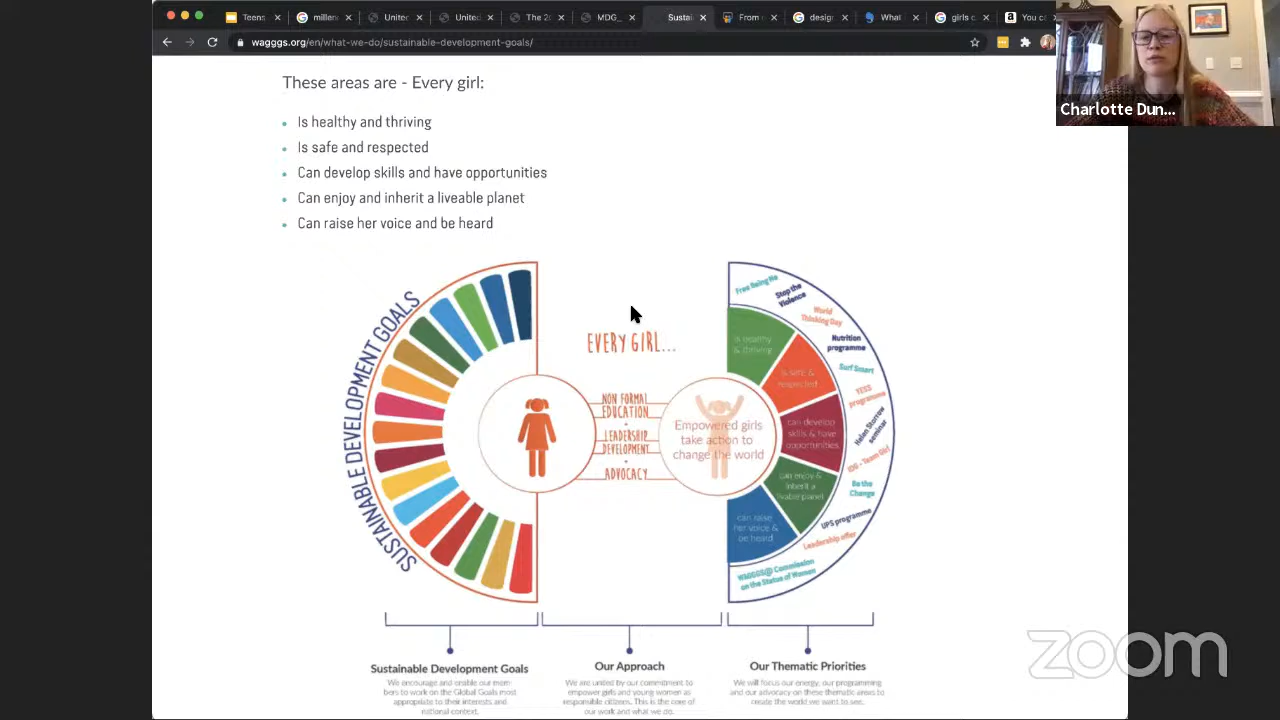 Teens
millen
United
United
The 20
MDG_
Sustai
From
design
What
girls c
You c
wagggs.org/en/what-we-do/sustainable-development-goals/
Charlotte Dun...
These areas are - Every girl:
Is healthy and thriving
Is safe and respected
Can develop skills and have opportunities
Can enjoy and inherit a liveable planet
Can raise her voice and be heard
SUSTAINABLE DEVELOPMENT GOALS
EVERY GIRL...
NON FORMAL
EDUCATION
+
LEADERSHIP
DEVELOPMENT
+
ADVOCACY
Empowered girls
take action to
change the world
is healthy
& thriving
is safe &
respected
can develop
skills & have
opportunities
can enjoy &
inherit a
can raise
her voice &
be heard
Free Being Me
Stop the
Violence
World
Thinking Day
Nutrition
programme
Surf Smart
YESS
programme
Helen Storrow
seminar
IDG - Team Girl
Be the
Change
UPS programme
Leadership offer
WAGGGS@ Commission
on the Status of Women
Sustainable Development Goals
We encourage and enable our mem-
bers to work on the Global Goals most
appropriate to their interests and
national context.
Our Approach
We are united by our commitment to
empower girls and young women as
responsible citizens. This is the core of
our work and what we do.
Our Thematic Priorities
We will focus our energy, our programming
and our advocacy on these thematic areas to
create the world we want to see.
zoom